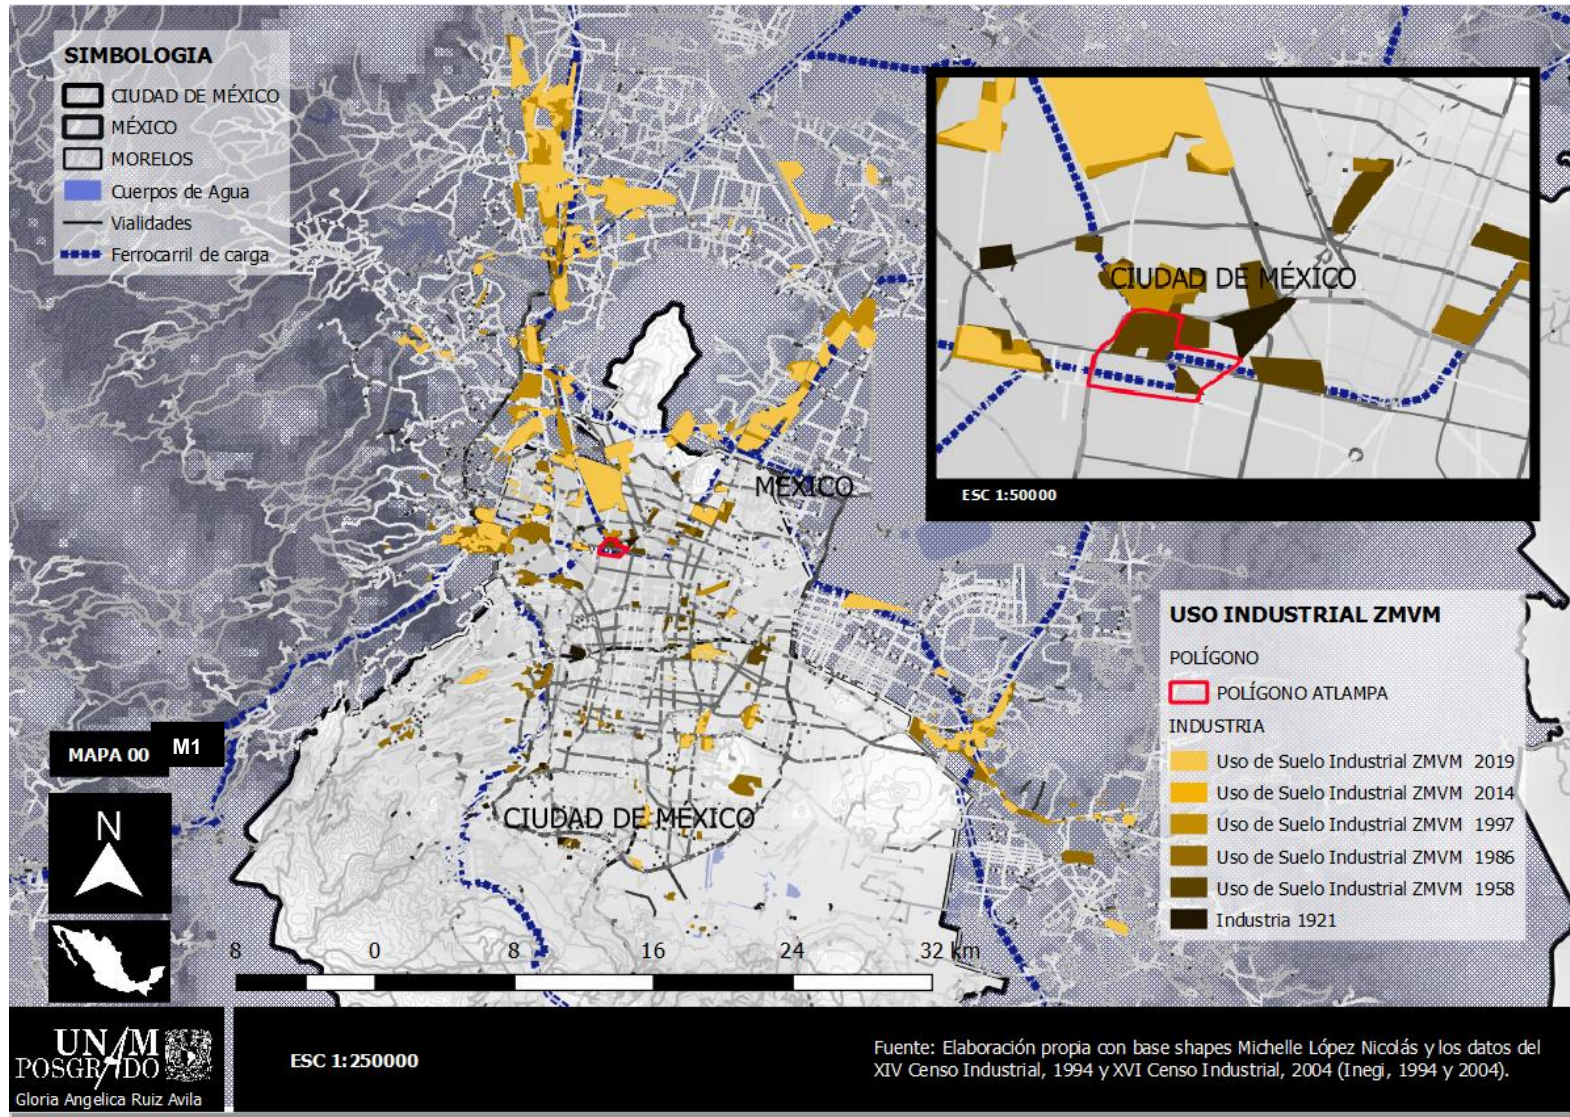 SIMBOLOGIA
CIUDAD DE MÉXICO
MÉXICO
MORELOS
Cuerpos de Agua
Vialidades
Ferrocarril de carga
CIUDAD DE MÉXICO
ESC 1:50000
MÉXICO
USO INDUSTRIAL ZMVM
POLÍGONO
POLÍGONO ATLAMPA
INDUSTRIA
Uso de Suelo Industrial ZMVM 2019
Uso de Suelo Industrial ZMVM 2014
Uso de Suelo Industrial ZMVM 1997
Uso de Suelo Industrial ZMVM 1986
Uso de Suelo Industrial ZMVM 1958
Industria 1921
MAPA 00 M1
N
CIUDAD DE MÉXICO
8 0 8 16 24 32 km
UNAM
POSGRADO
Gloria Angelica Ruiz Avila
ESC 1:250000
Fuente: Elaboración propia con base shapes Michelle López Nicolás y los datos del
XIV Censo Industrial, 1994 y XVI Censo Industrial, 2004 (Inegi, 1994 y 2004).